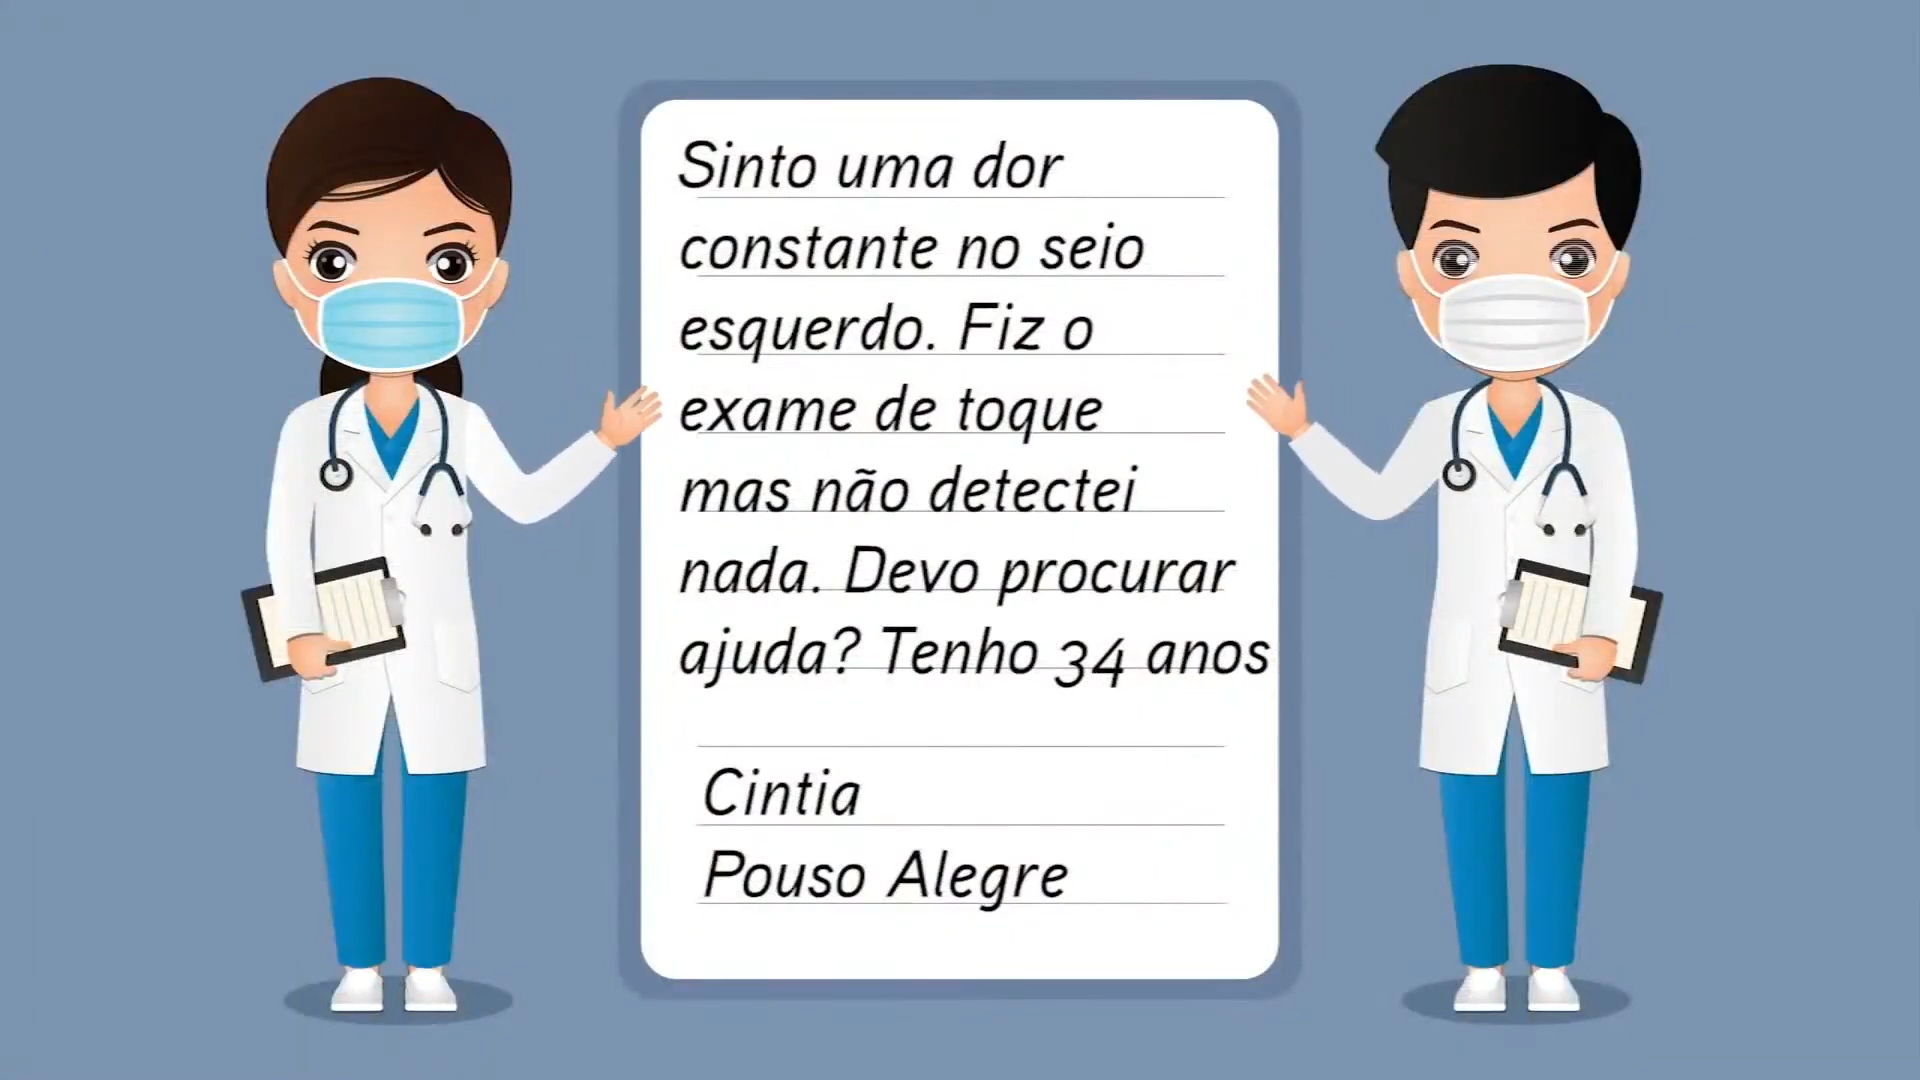 Sinto uma dor
constante no seio
esquerdo. Fiz o
exame de toque
mas não detectei
nada. Devo procurar
ajuda? Tenho 34 anos
Cintia
Pouso Alegre